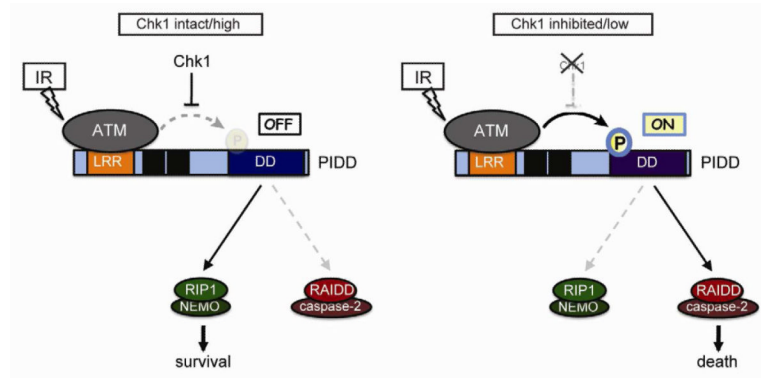 Chk1 intact/high
Chk1
IR
ATM
P
OFF
LRR
DD
PIDD
RIP1
NEMO
RAIDD
caspase-2
survival
Chk1 inhibited/low
Chk1
IR
ATM
P
ON
LRR
DD
PIDD
RIP1
NEMO
RAIDD
caspase-2
death